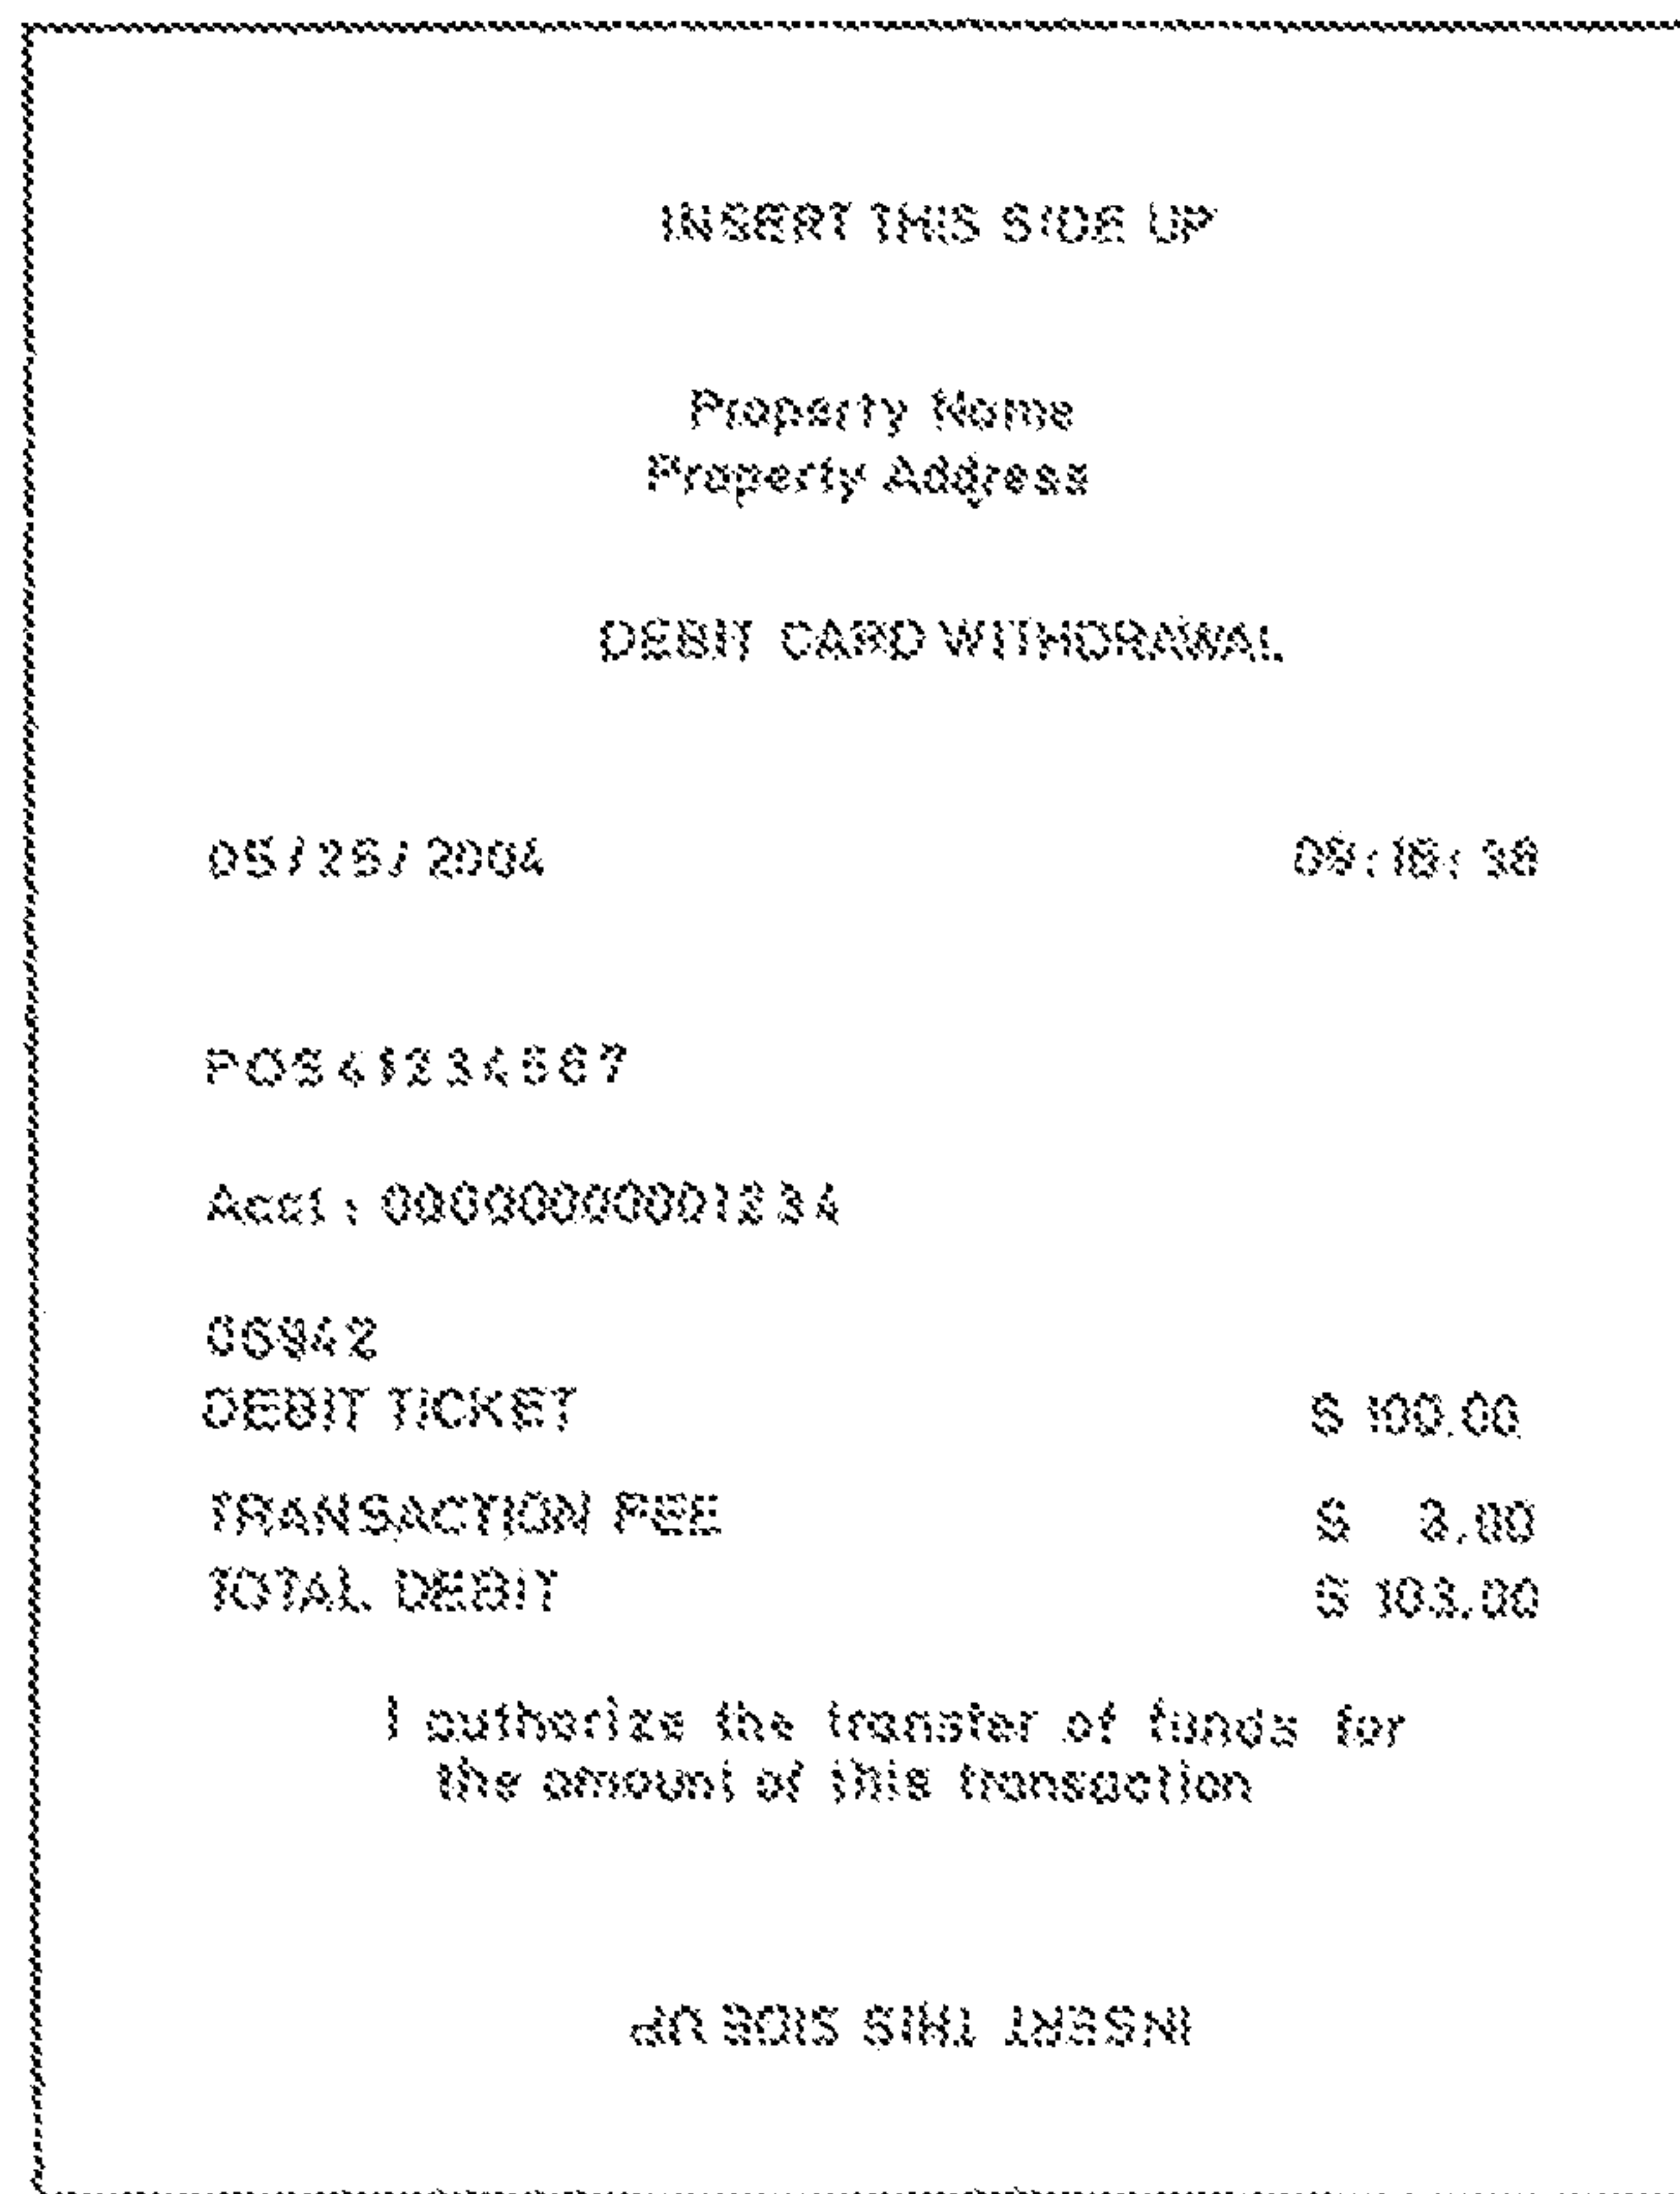 INSERT THIS SIDE UP
Property Name
Property Address
DEBIT CARD WITHDRAWAL
05/25/2004 09:18:38
POS41234567
Acct: 00000000001234
06942
DEBIT TICKET $ 100.00
TRANSACTION FEE $ 3.00
TOTAL DEBIT $ 103.00
I authorize the transfer of funds for
the amount of this transaction
INSERT THIS SIDE UP